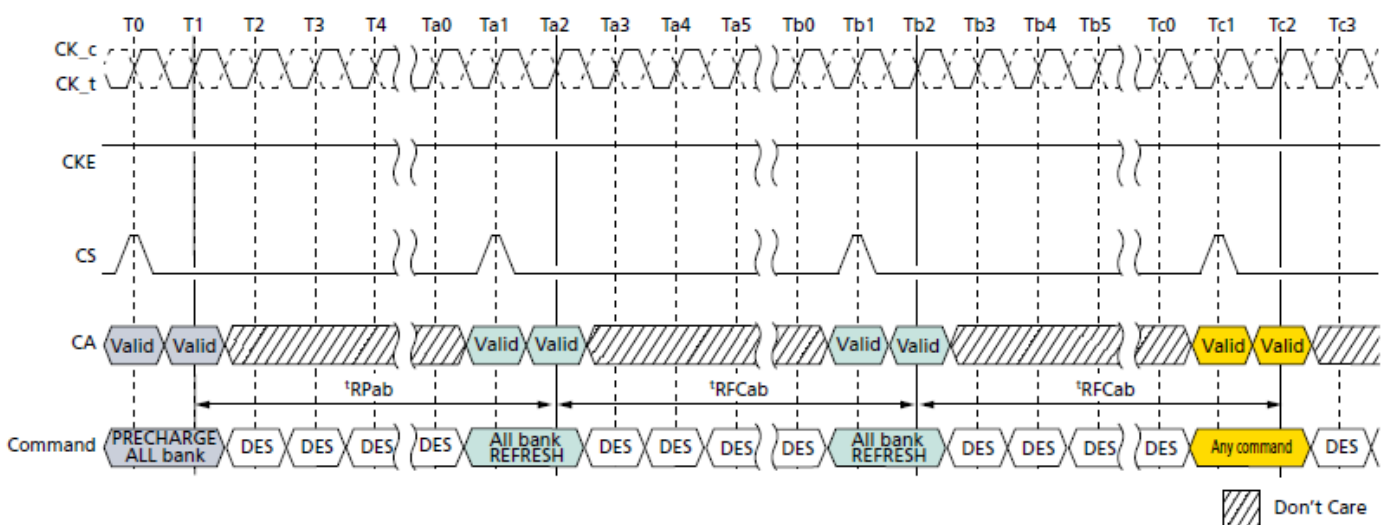 T0 T1 T2 T3 T4 Ta0 Ta1 Ta2 Ta3 Ta4 Ta5 Tb0 Tb1 Tb2 Tb3 Tb4 Tb5 Tc0 Tc1 Tc2 Tc3
CK_c
CK_t
CKE
CS
CA Valid Valid Valid Valid Valid Valid Valid Valid
tRPab tRFCab tRFCab
Command PRECHARGE ALL bank DES DES DES DES All bank REFRESH DES DES DES DES All bank REFRESH DES DES DES DES Any command DES
Don't Care